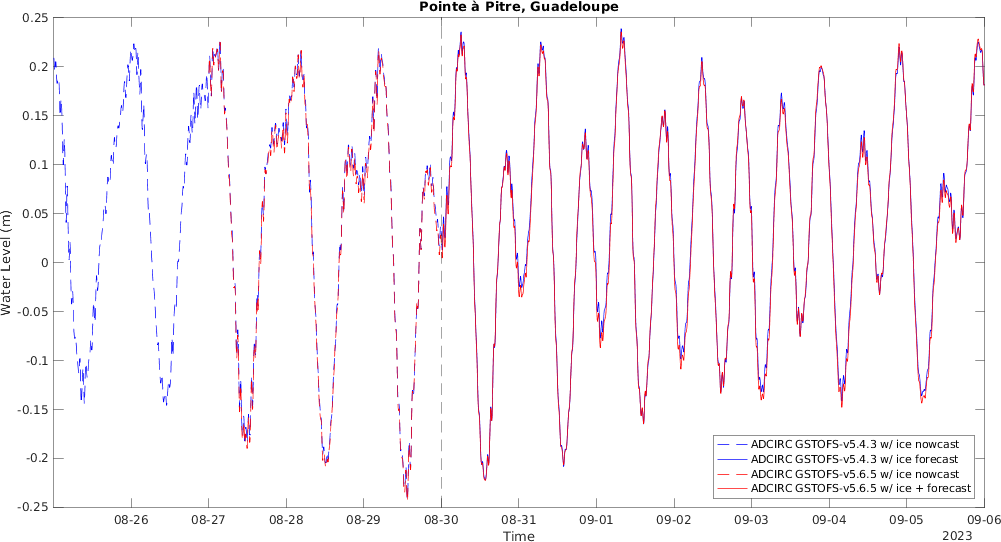 Pointe à Pitre, Guadeloupe
Water Level (m)
0.25
0.2
0.15
0.1
0.05
0
-0.05
-0.1
-0.15
-0.2
-0.25
ADCIRC GSTOFS-v5.4.3 w/ ice nowcast
ADCIRC GSTOFS-v5.4.3 w/ ice forecast
ADCIRC GSTOFS-v5.6.5 w/ ice nowcast
ADCIRC GSTOFS-v5.6.5 w/ ice + forecast
08-26 08-27 08-28 08-29 08-30 08-31 09-01 09-02 09-03 09-04 09-05 09-06
Time
2023